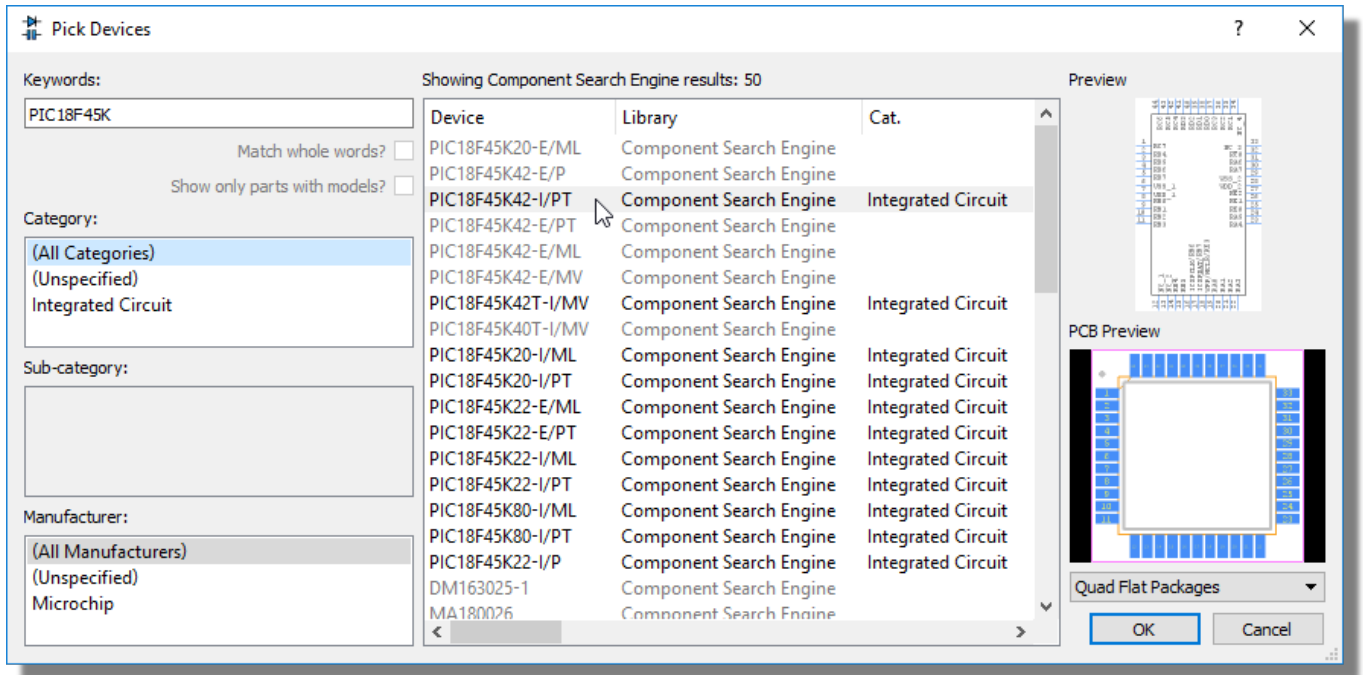 Pick Devices
?
Keywords:
PIC18F45K
Match whole words?
Show only parts with models?
Category:
(All Categories)
(Unspecified)
Integrated Circuit
Sub-category:
Manufacturer:
(All Manufacturers)
(Unspecified)
Microchip
Showing Component Search Engine results: 50
Device Library Cat.
PIC18F45K20-E/ML Component Search Engine
PIC18F45K42-E/P Component Search Engine
PIC18F45K42-I/PT Component Search Engine Integrated Circuit
PIC18F45K42-E/PT Component Search Engine
PIC18F45K42-E/ML Component Search Engine
PIC18F45K42-E/MV Component Search Engine
PIC18F45K42T-I/MV Component Search Engine Integrated Circuit
PIC18F45K40T-I/MV Component Search Engine
PIC18F45K20-I/ML Component Search Engine Integrated Circuit
PIC18F45K20-I/PT Component Search Engine Integrated Circuit
PIC18F45K22-E/ML Component Search Engine Integrated Circuit
PIC18F45K22-E/PT Component Search Engine Integrated Circuit
PIC18F45K22-I/ML Component Search Engine Integrated Circuit
PIC18F45K22-I/PT Component Search Engine Integrated Circuit
PIC18F45K80-I/ML Component Search Engine Integrated Circuit
PIC18F45K80-I/PT Component Search Engine Integrated Circuit
PIC18F45K22-I/P Component Search Engine Integrated Circuit
DM163025-1 Component Search Engine
MA180026 Component Search Engine
Preview
PCB Preview
Quad Flat Packages
OK Cancel